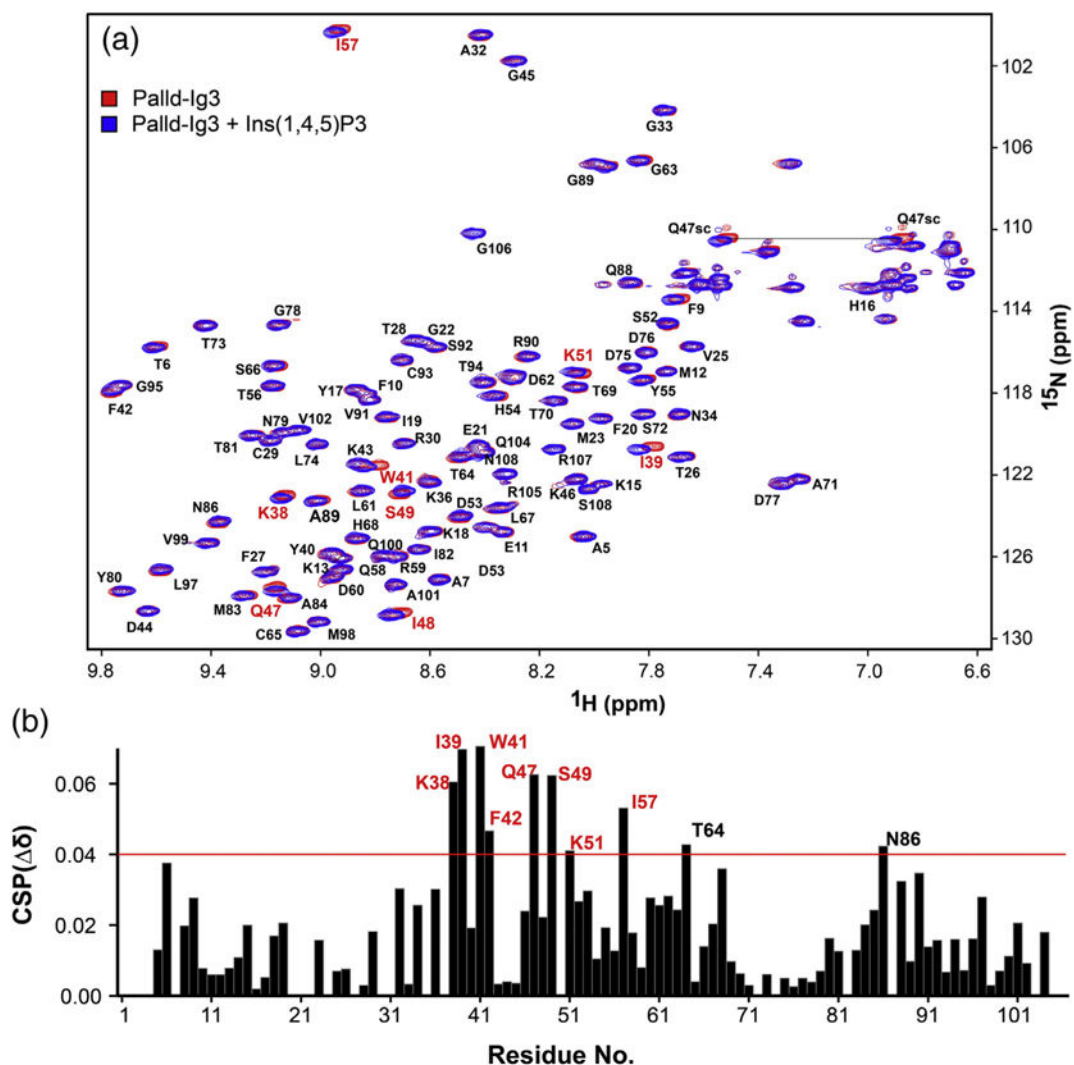 (a)
I57
A32
G45
102
Palld-Ig3
Palld-Ig3 + Ins(1,4,5)P3
G33
106
G89
G63
Q47sc
Q47sc
110
G106
Q88
H16
F9
G78
S52
114
T73
T28
G22
S92
R90
D76
V25
T6
S66
K51
D75
M12
G95
T56
Y17
F10
C93
T94
D62
T69
Y55
118
F42
V91
H54
T70
N79
V102
I19
E21
Q104
M23
F20
S72
N34
T81
C29
L74
K43
R30
N108
R107
I39
T26
W41
T64
K46
K15
122
N86
K38
A89
L61
S49
K36
D53
R105
S108
D77
A71
H68
L67
V99
Y40
Q100
K18
E11
A5
F27
K13
Q58
R59
I82
D53
126
Y80
L97
D60
A101
A7
M83
Q47
A84
I48
D44
C65
M98
130
15N (ppm)
9.8 9.4 9.0 8.6 8.2 7.8 7.4 7.0 6.6
1H (ppm)
(b)
I39
W41
K38
Q47
S49
0.06
F42
I57
K51
T64
N86
0.04
0.02
0.00
CSP(Δδ)
1 11 21 31 41 51 61 71 81 91 101
Residue No.